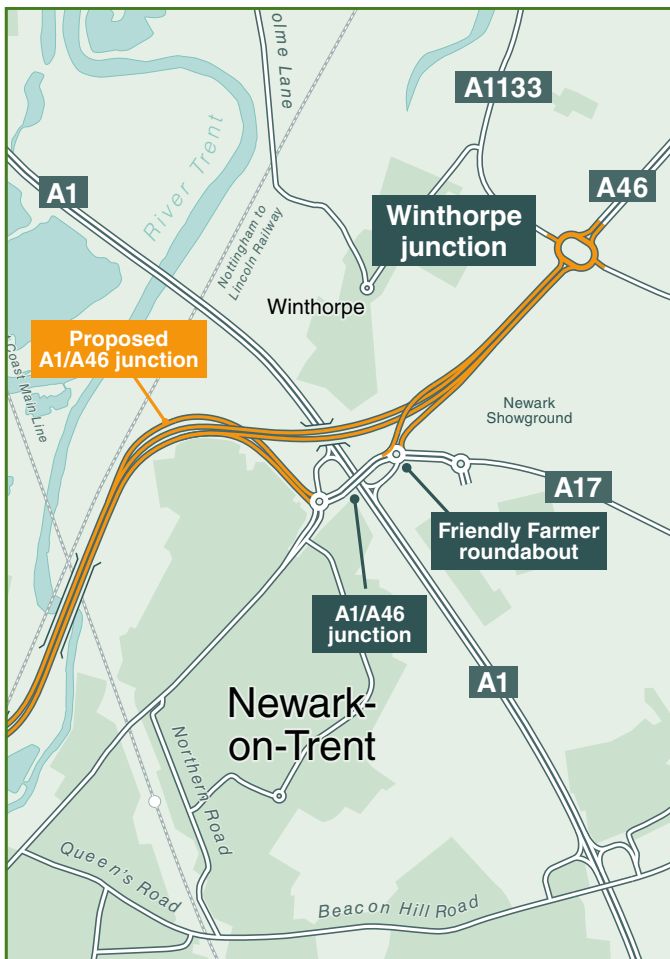 olme Lane
A1133
River Trent
A1
A46
Nottingham to
Lincoln Railway
Winthorpe
junction
Winthorpe
Proposed
A1/A46 junction
Coast Main Line
Newark
Showground
A17
Friendly Farmer
roundabout
A1/A46
junction
A1
Newark-
on-Trent
Northern Road
Queen's Road
Beacon Hill Road